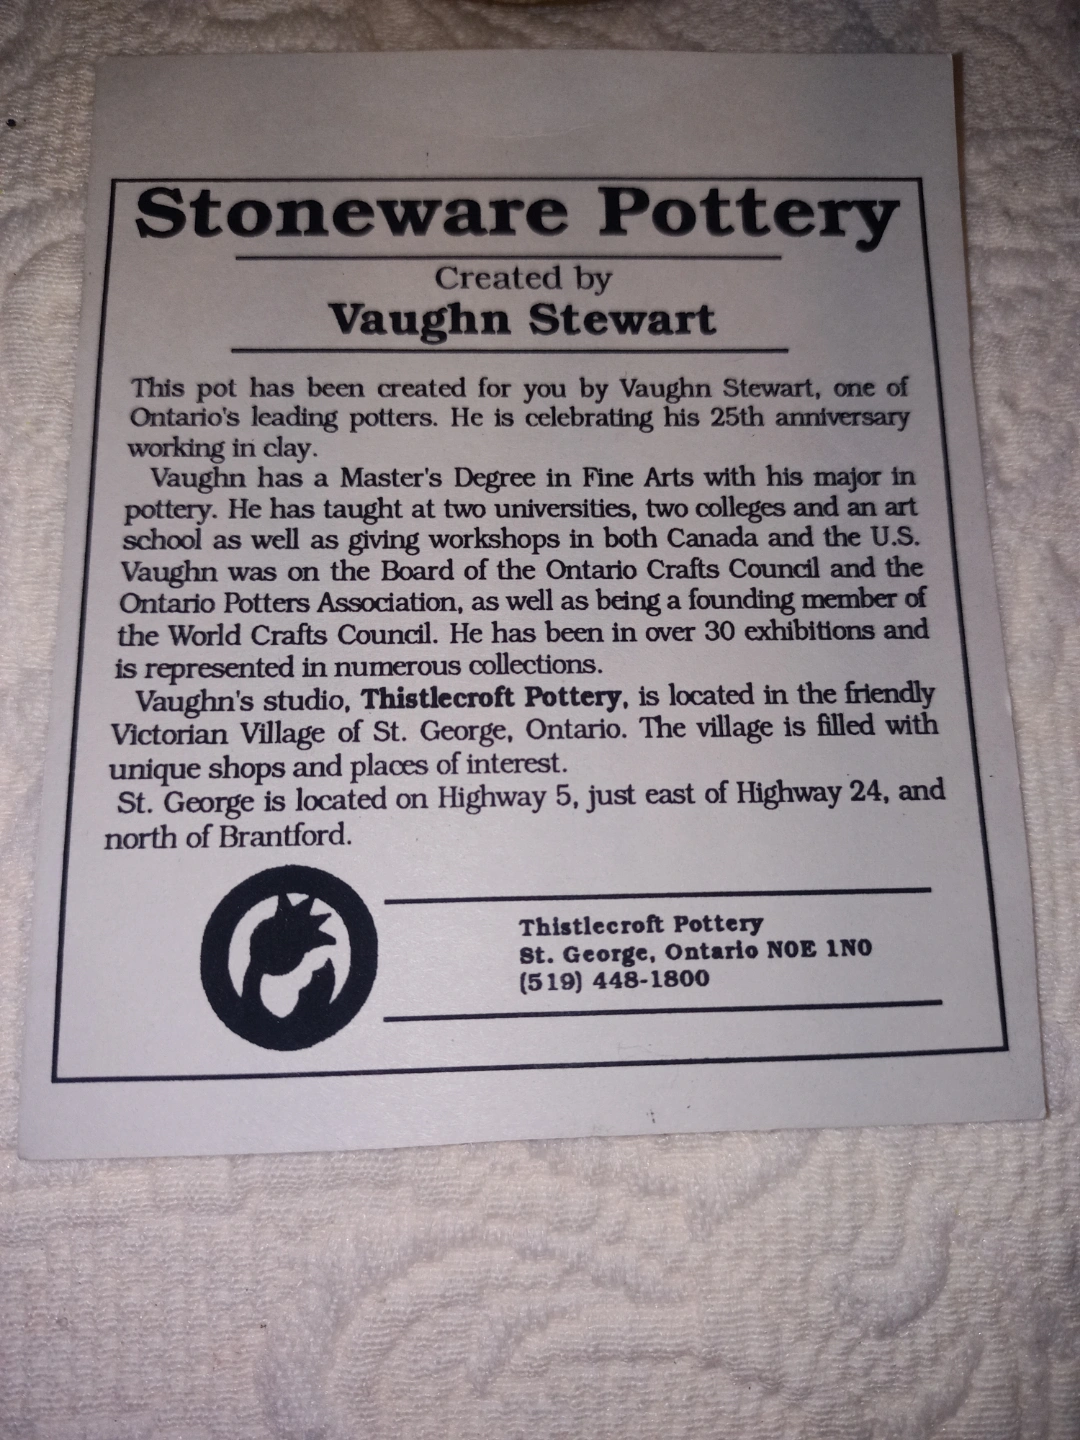 Stoneware Pottery
Created by
Vaughn Stewart
This pot has been created for you by Vaughn Stewart, one of
Ontario's leading potters. He is celebrating his 25th anniversary
working in clay.
Vaughn has a Master's Degree in Fine Arts with his major in
pottery. He has taught at two universities, two colleges and an art
school as well as giving workshops in both Canada and the U.S.
Vaughn was on the Board of the Ontario Crafts Council and the
Ontario Potters Association, as well as being a founding member of
the World Crafts Council. He has been in over 30 exhibitions and
is represented in numerous collections.
Vaughn's studio, Thistlecroft Pottery, is located in the friendly
Victorian Village of St. George, Ontario. The village is filled with
unique shops and places of interest.
St. George is located on Highway 5, just east of Highway 24, and
north of Brantford.
Thistlecroft Pottery
St. George, Ontario N0E 1N0
(519) 448-1800